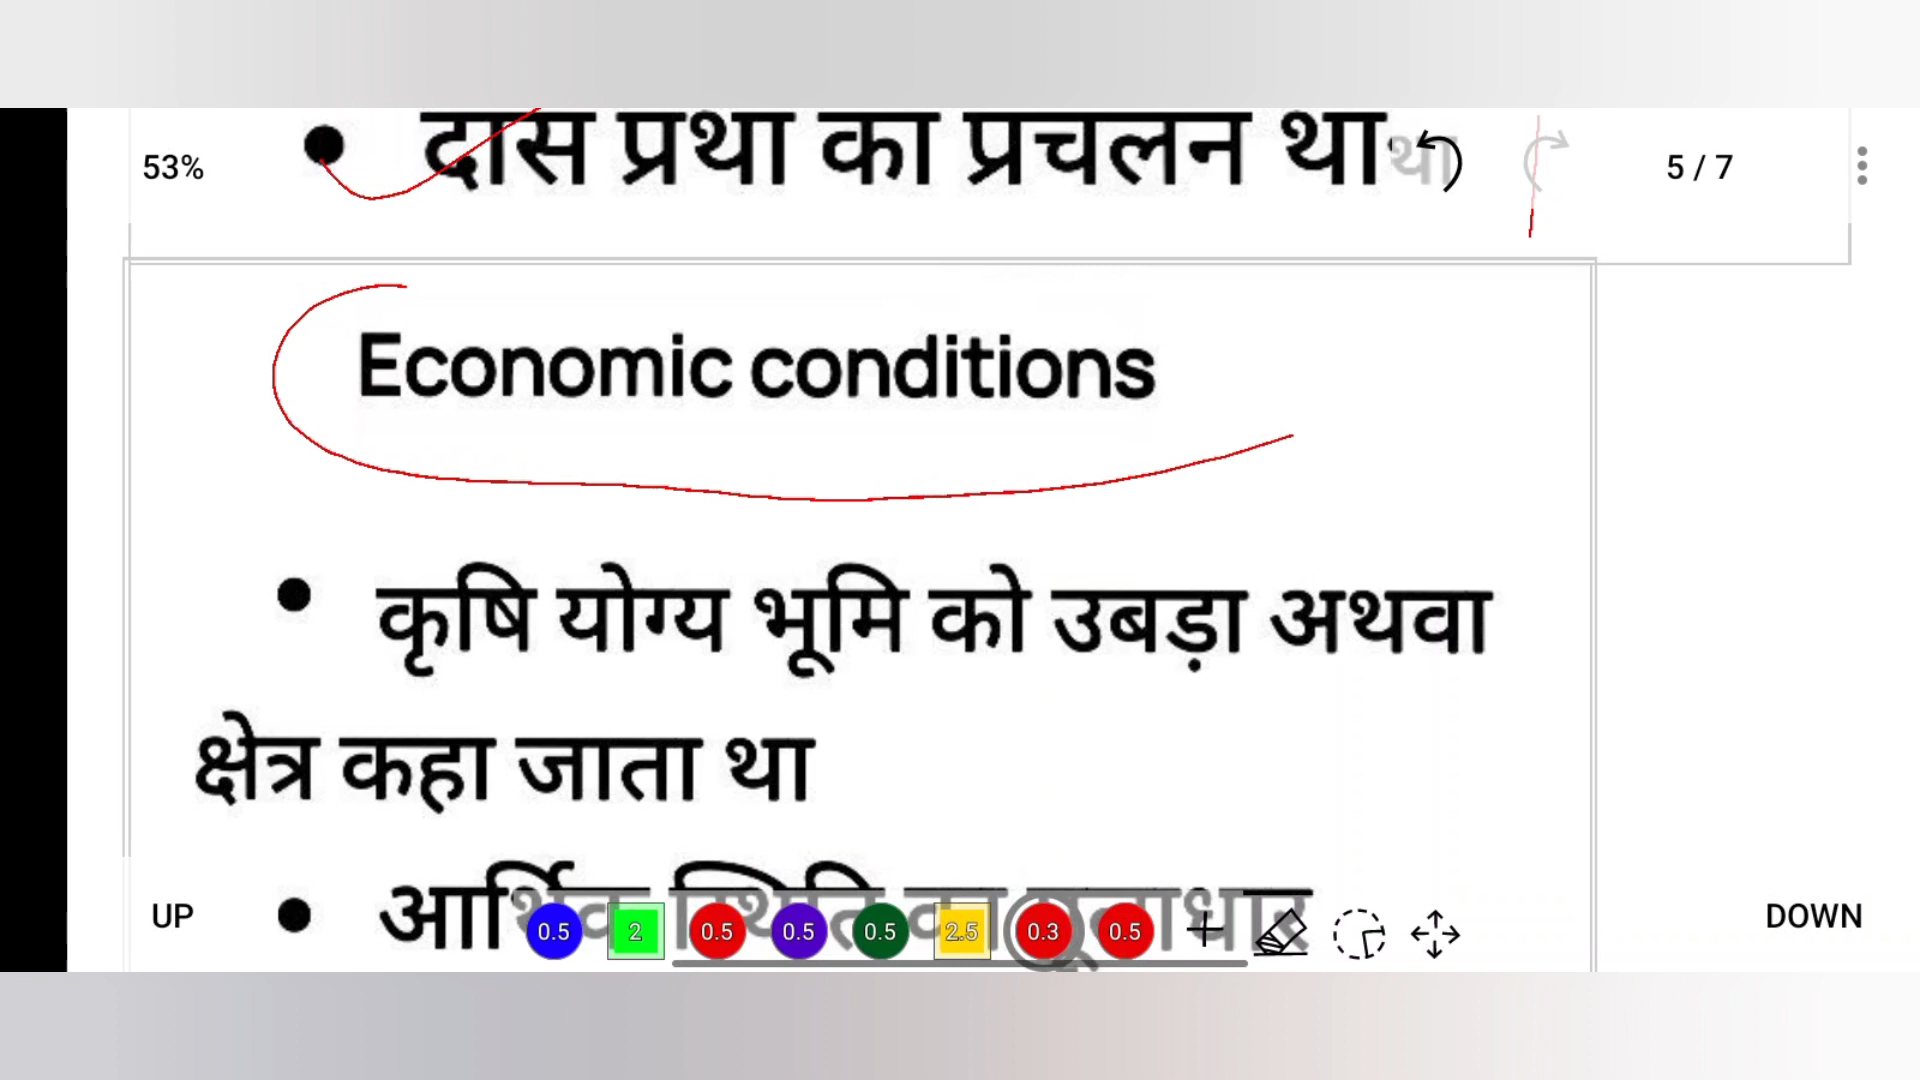 दास प्रथा का प्रचलन था
था
53%
5 / 7
Economic conditions
कृषि योग्य भूमि को उबड़ा अथवा
क्षेत्र कहा जाता था
आर्थिक स्थिति का मूलाधार
UP
0.5 2 0.5 0.5 0.5 2.5 0.3 0.5
DOWN